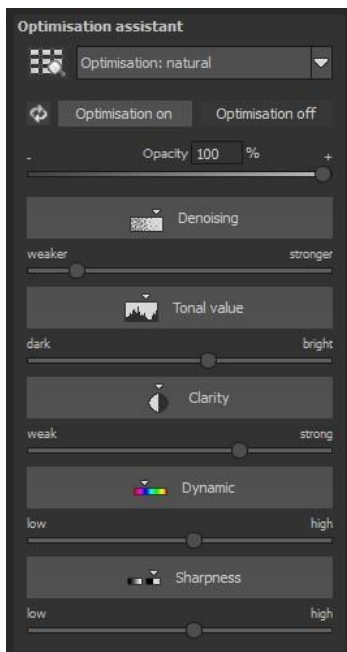 Optimisation assistant
Optimisation: natural
Optimisation on Optimisation off
- Opacity 100 % +
Denoising
weaker stronger
Tonal value
dark bright
Clarity
weak strong
Dynamic
low high
Sharpness
low high